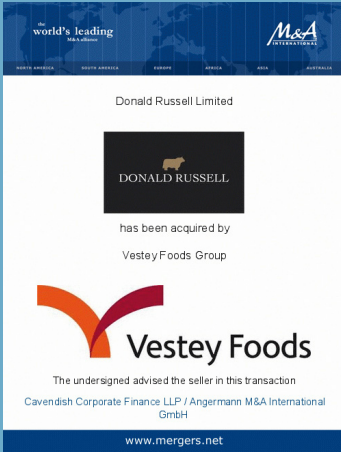 the
world's leading
M&A alliance
M&A
INTERNATIONAL
NORTH AMERICA SOUTH AMERICA EUROPE AFRICA ASIA AUSTRALIA
Donald Russell Limited
DONALD RUSSELL
has been acquired by
Vestey Foods Group
Vestey Foods
The undersigned advised the seller in this transaction
Cavendish Corporate Finance LLP / Angermann M&A International
GmbH
www.mergers.net